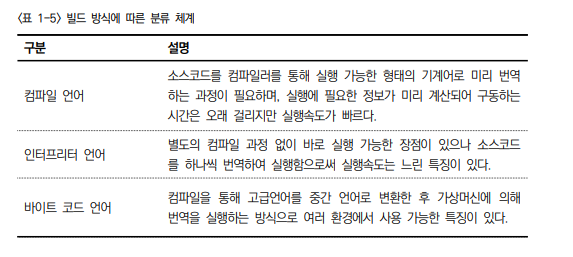 <표 1-5> 빌드 방식에 따른 분류 체계
구분 설명
컴파일 언어
소스코드를 컴파일러를 통해 실행 가능한 형태의 기계어로 미리 번역
하는 과정이 필요하며, 실행에 필요한 정보가 미리 계산되어 구동하는
시간은 오래 걸리지만 실행속도가 빠르다.
인터프리터 언어
별도의 컴파일 과정 없이 바로 실행 가능한 장점이 있으나 소스코드
를 하나씩 번역하여 실행함으로써 실행속도는 느린 특징이 있다.
바이트 코드 언어
컴파일을 통해 고급언어를 중간 언어로 변환한 후 가상머신에 의해
번역을 실행하는 방식으로 여러 환경에서 사용 가능한 특징이 있다.